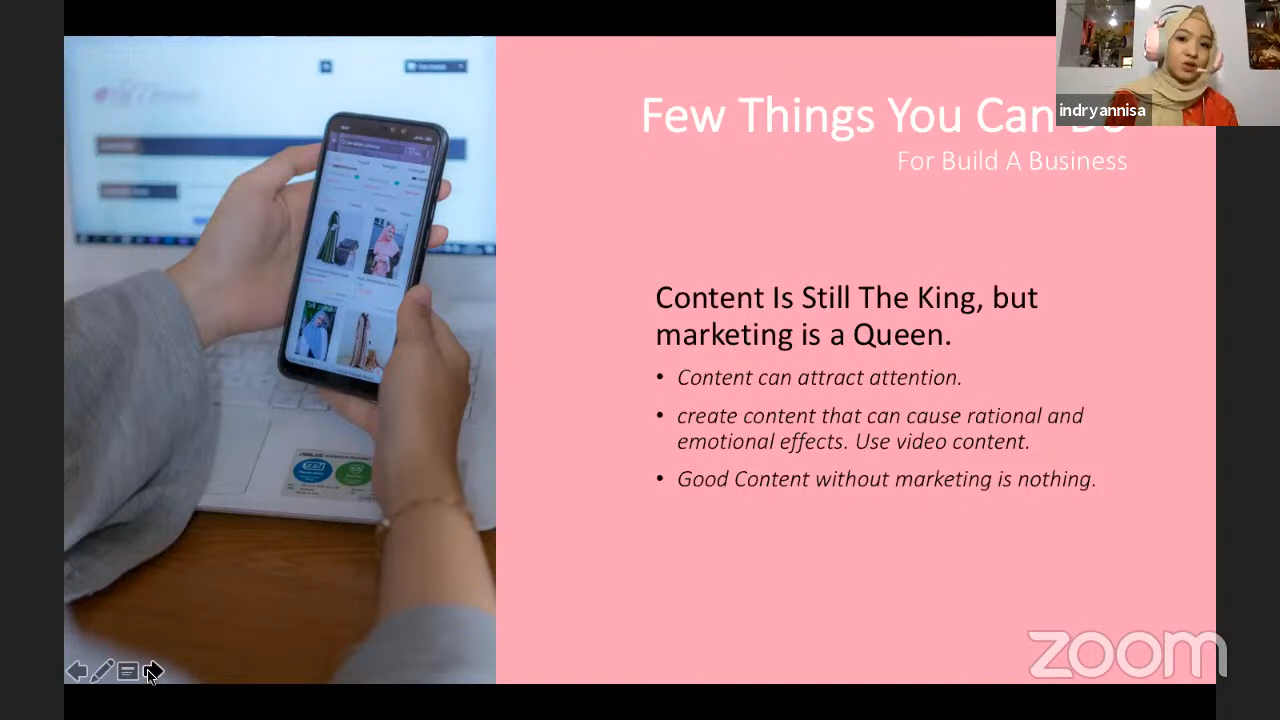 Few Things You Can Do
For Build A Business
indryannisa
Content Is Still The King, but
marketing is a Queen.
• Content can attract attention.
• create content that can cause rational and
emotional effects. Use video content.
• Good Content without marketing is nothing.
zoom